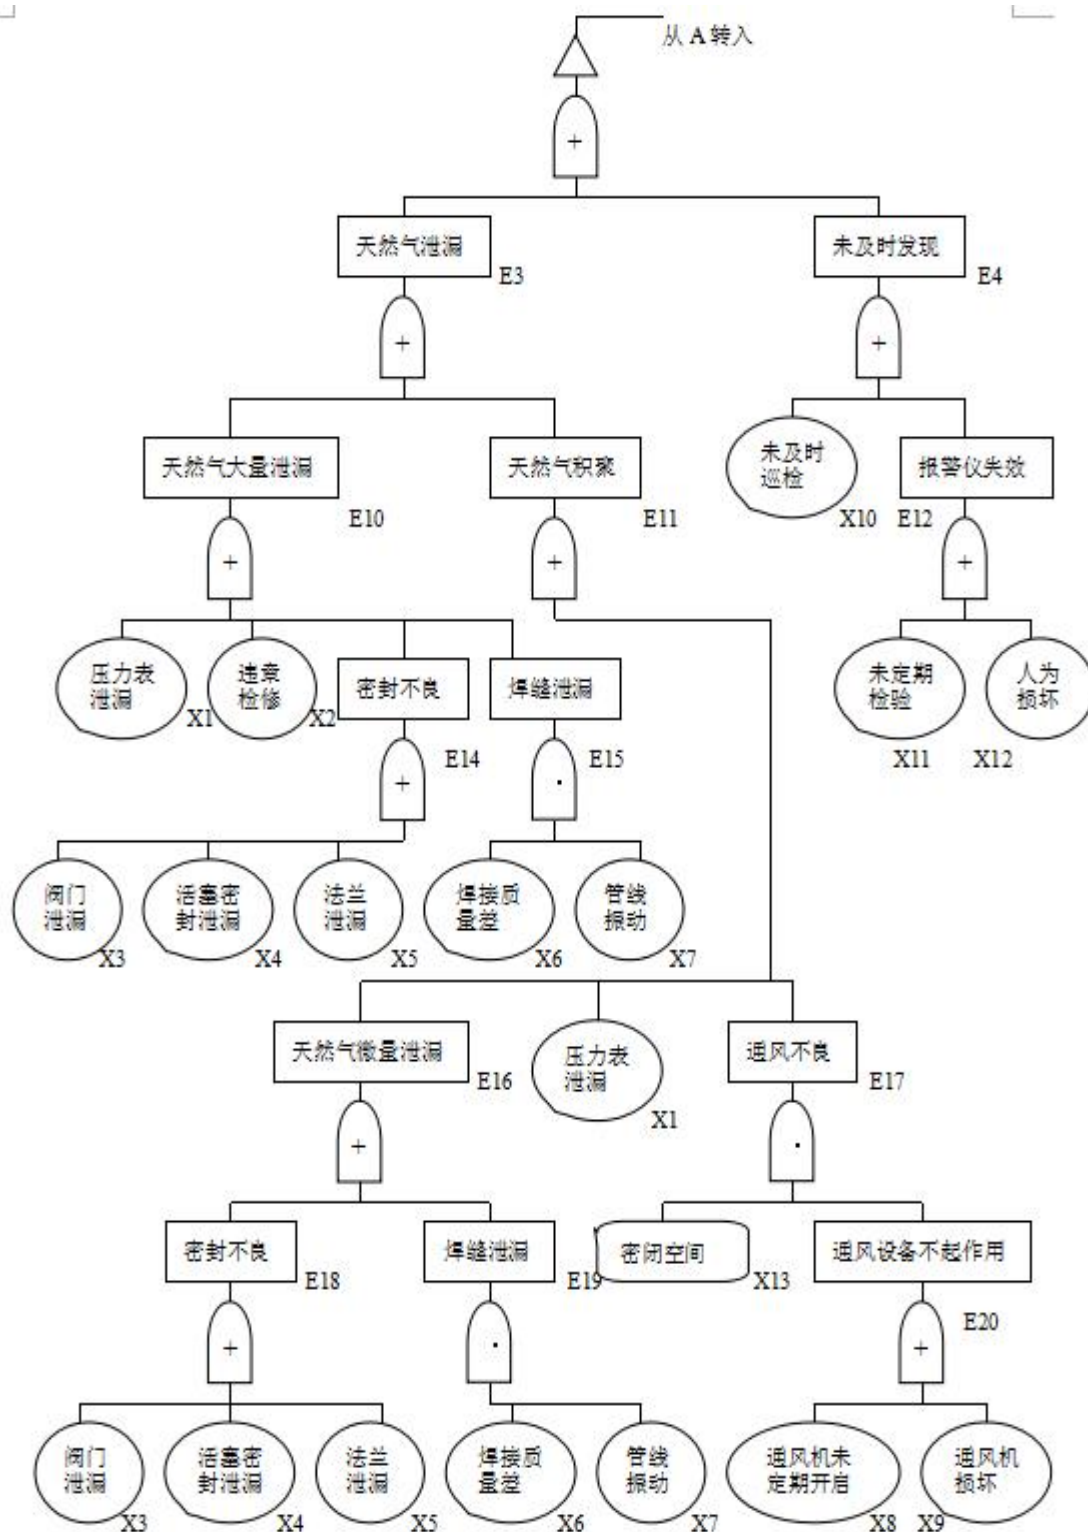 从 A 转入
+
天然气泄漏
E3
未及时发现
E4
+
+
天然气大量泄漏
E10
天然气积聚
E11
未及时
巡检
X10
报警仪失效
E12
+
+
+
压力表
泄漏
X1
违章
检修
X2
密封不良
E14
焊缝泄漏
E15
未定期
检验
X11
人为
损坏
X12
+
·
阀门
泄漏
X3
活塞密
封泄漏
X4
法兰
泄漏
X5
焊接质
量差
X6
管线
振动
X7
天然气微量泄漏
E16
压力表
泄漏
X1
通风不良
E17
+
·
密封不良
E18
焊缝泄漏
E19
密闭空间
X13
通风设备不起作用
E20
+
·
+
阀门
泄漏
X3
活塞密
封泄漏
X4
法兰
泄漏
X5
焊接质
量差
X6
管线
振动
X7
通风机未
定期开启
X8
通风机
损坏
X9